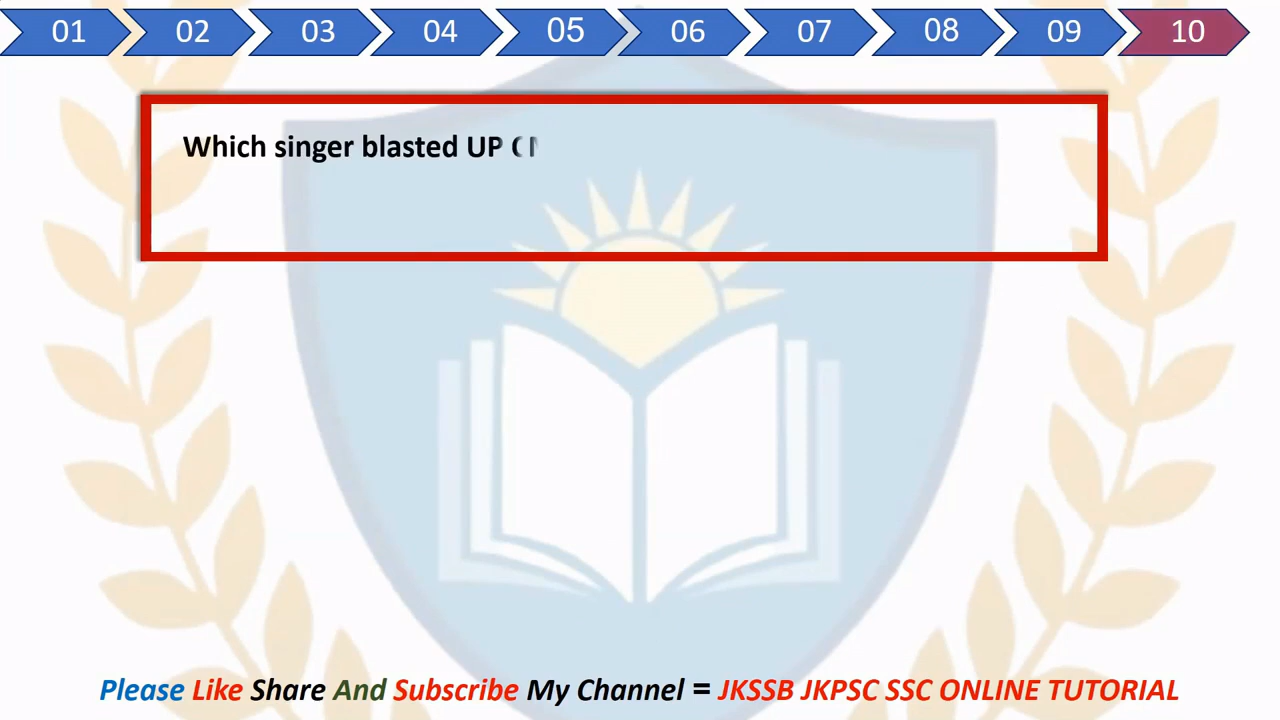 01 02 03 04 05 06 07 08 09 10
Which singer blasted UP
Please Like Share And Subscribe My Channel = JKSSB JKPSC SSC ONLINE TUTORIAL